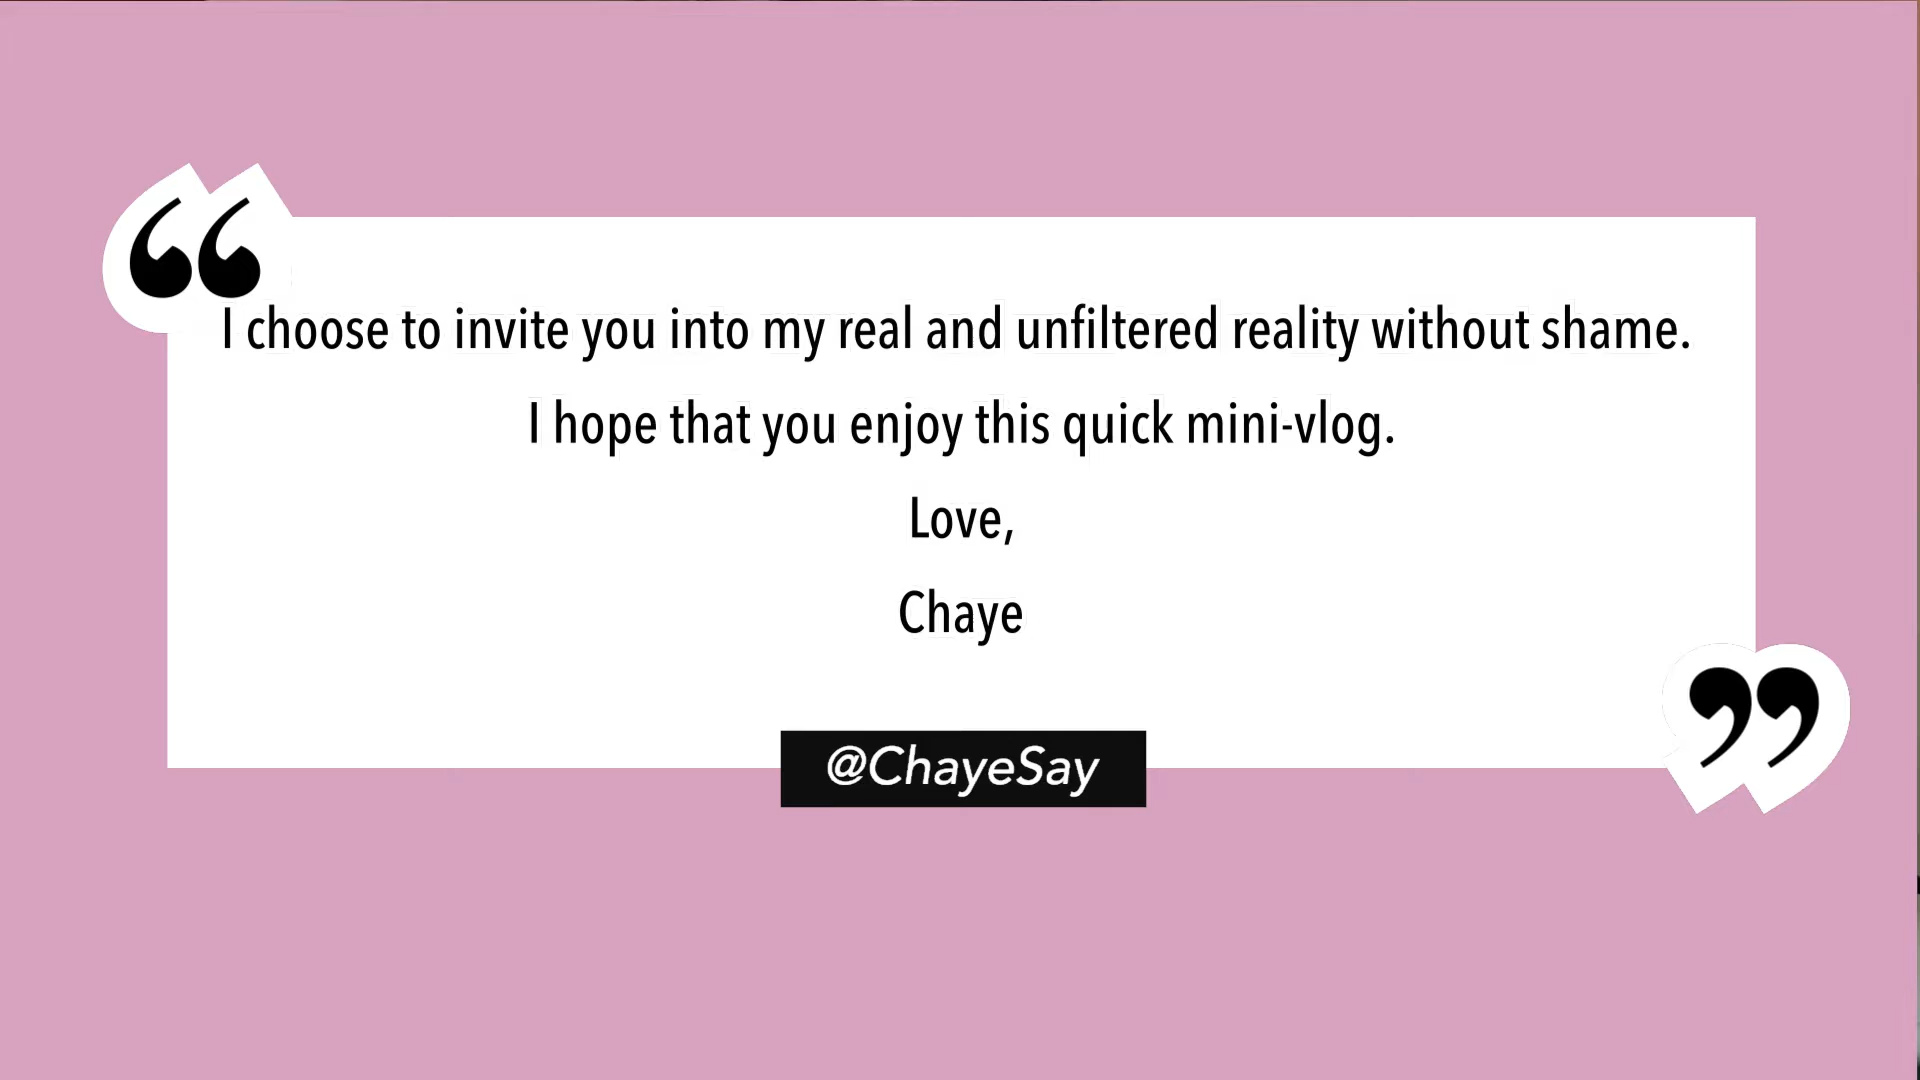 “
I choose to invite you into my real and unfiltered reality without shame.
I hope that you enjoy this quick mini-vlog.
Love,
Chaye
”
@ChayeSay